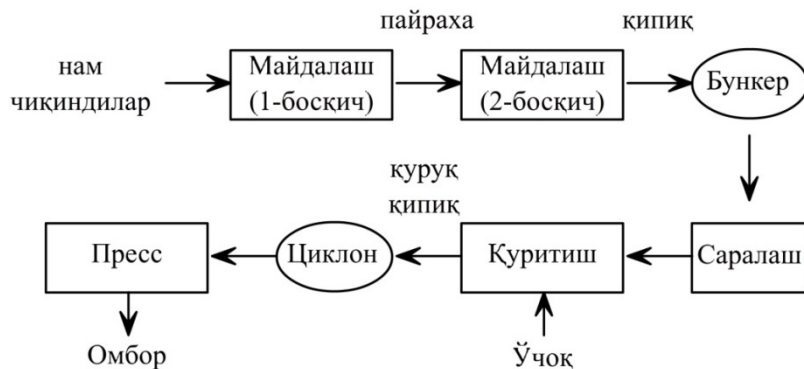 пайраха
қипиқ
нам
чиқиндилар
Майдалаш
(1-босқич)
Майдалаш
(2-босқич)
Бункер
қуруқ
қипиқ
Пресс
Циклон
Қуритиш
Саралаш
Омбор
Ўчоқ